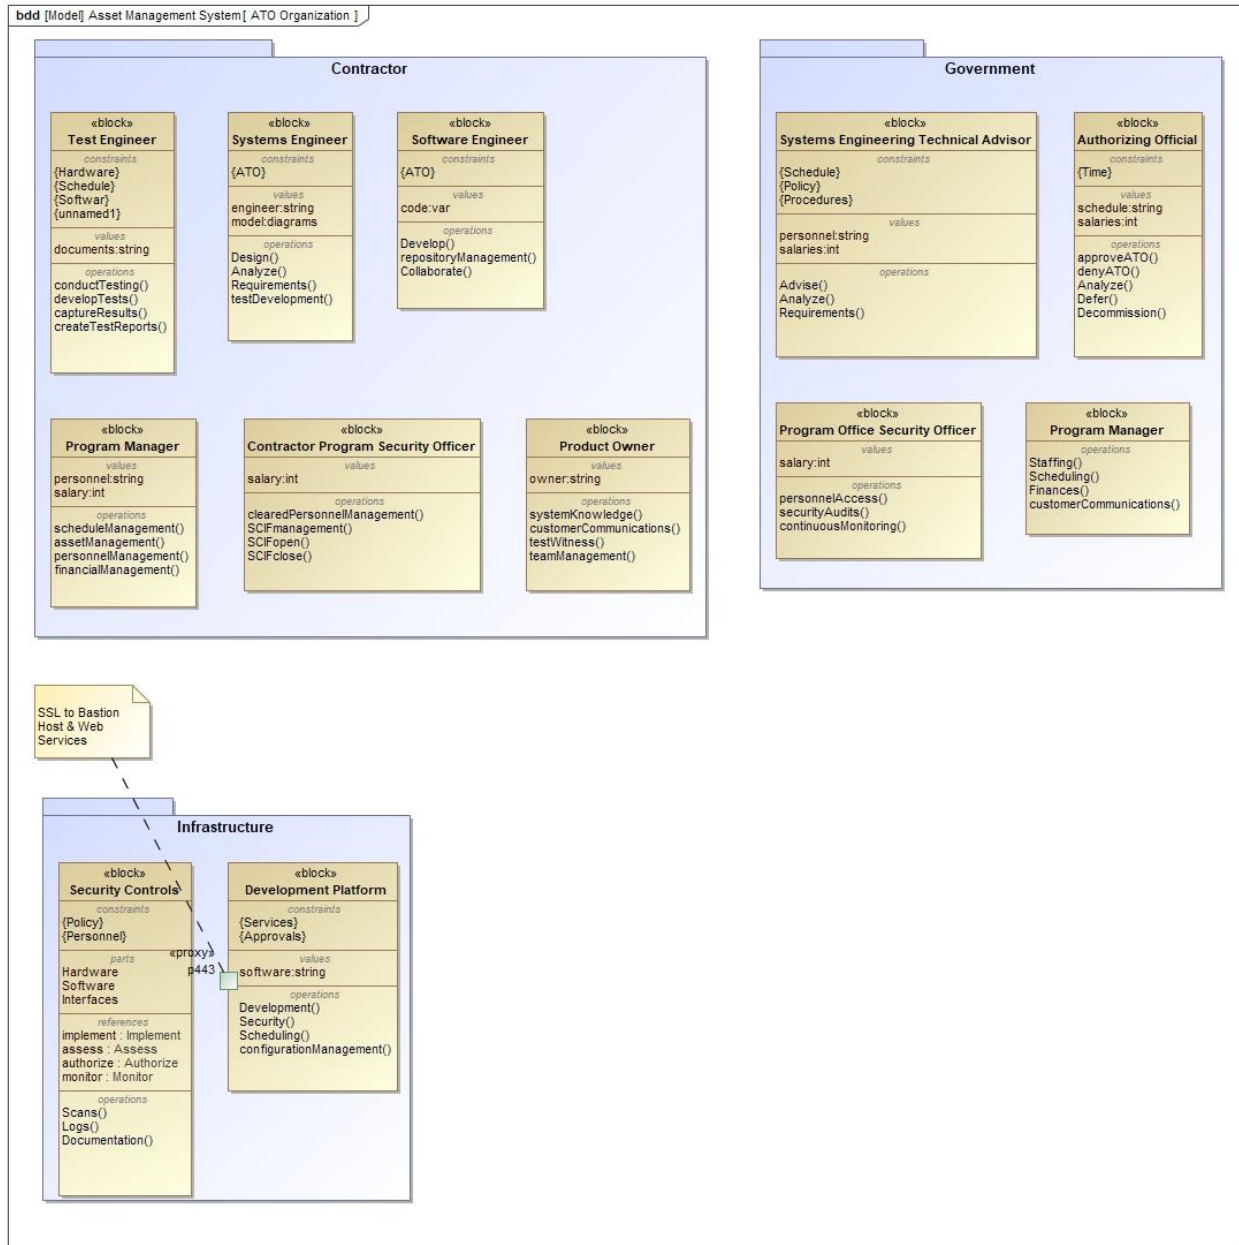 bdd [Model] Asset Management System[ ATO Organization ]
Contractor
«block»
Test Engineer
constraints
{Hardware}
{Schedule}
{Softwar}
{unnamed1}
values
documents:string
operations
conductTesting()
developTests()
captureResults()
createTestReports()
«block»
Systems Engineer
constraints
{ATO}
values
engineer:string
model:diagrams
operations
Design()
Analyze()
Requirements()
testDevelopment()
«block»
Software Engineer
constraints
{ATO}
values
code:var
operations
Develop()
repositoryManagement()
Collaborate()
«block»
Program Manager
values
personnel:string
salary:int
operations
scheduleManagement()
assetManagement()
personnelManagement()
financialManagement()
«block»
Contractor Program Security Officer
values
salary:int
operations
clearedPersonnelManagement()
SCIFmanagement()
SCIFopen()
SCIFclose()
«block»
Product Owner
values
owner:string
operations
systemKnowledge()
customerCommunications()
testWitness()
teamManagement()
Government
«block»
Systems Engineering Technical Advisor
constraints
{Schedule}
{Policy}
{Procedures}
values
personnel:string
salaries:int
operations
Advise()
Analyze()
Requirements()
«block»
Authorizing Official
constraints
{Time}
values
schedule:string
salaries:int
operations
approveATO()
denyATO()
Analyze()
Defer()
Decommission()
«block»
Program Office Security Officer
values
salary:int
operations
personnelAccess()
securityAudits()
continuousMonitoring()
«block»
Program Manager
operations
Staffing()
Scheduling()
Finances()
customerCommunications()
SSL to Bastion
Host & Web
Services
Infrastructure
«block»
Security Controls
constraints
{Policy}
{Personnel}
parts
Hardware
Software
Interfaces
references
implement : Implement
assess : Assess
authorize : Authorize
monitor : Monitor
operations
Scans()
Logs()
Documentation()
«proxy»
p443
«block»
Development Platform
constraints
{Services}
{Approvals}
values
software:string
operations
Development()
Security()
Scheduling()
configurationManagement()